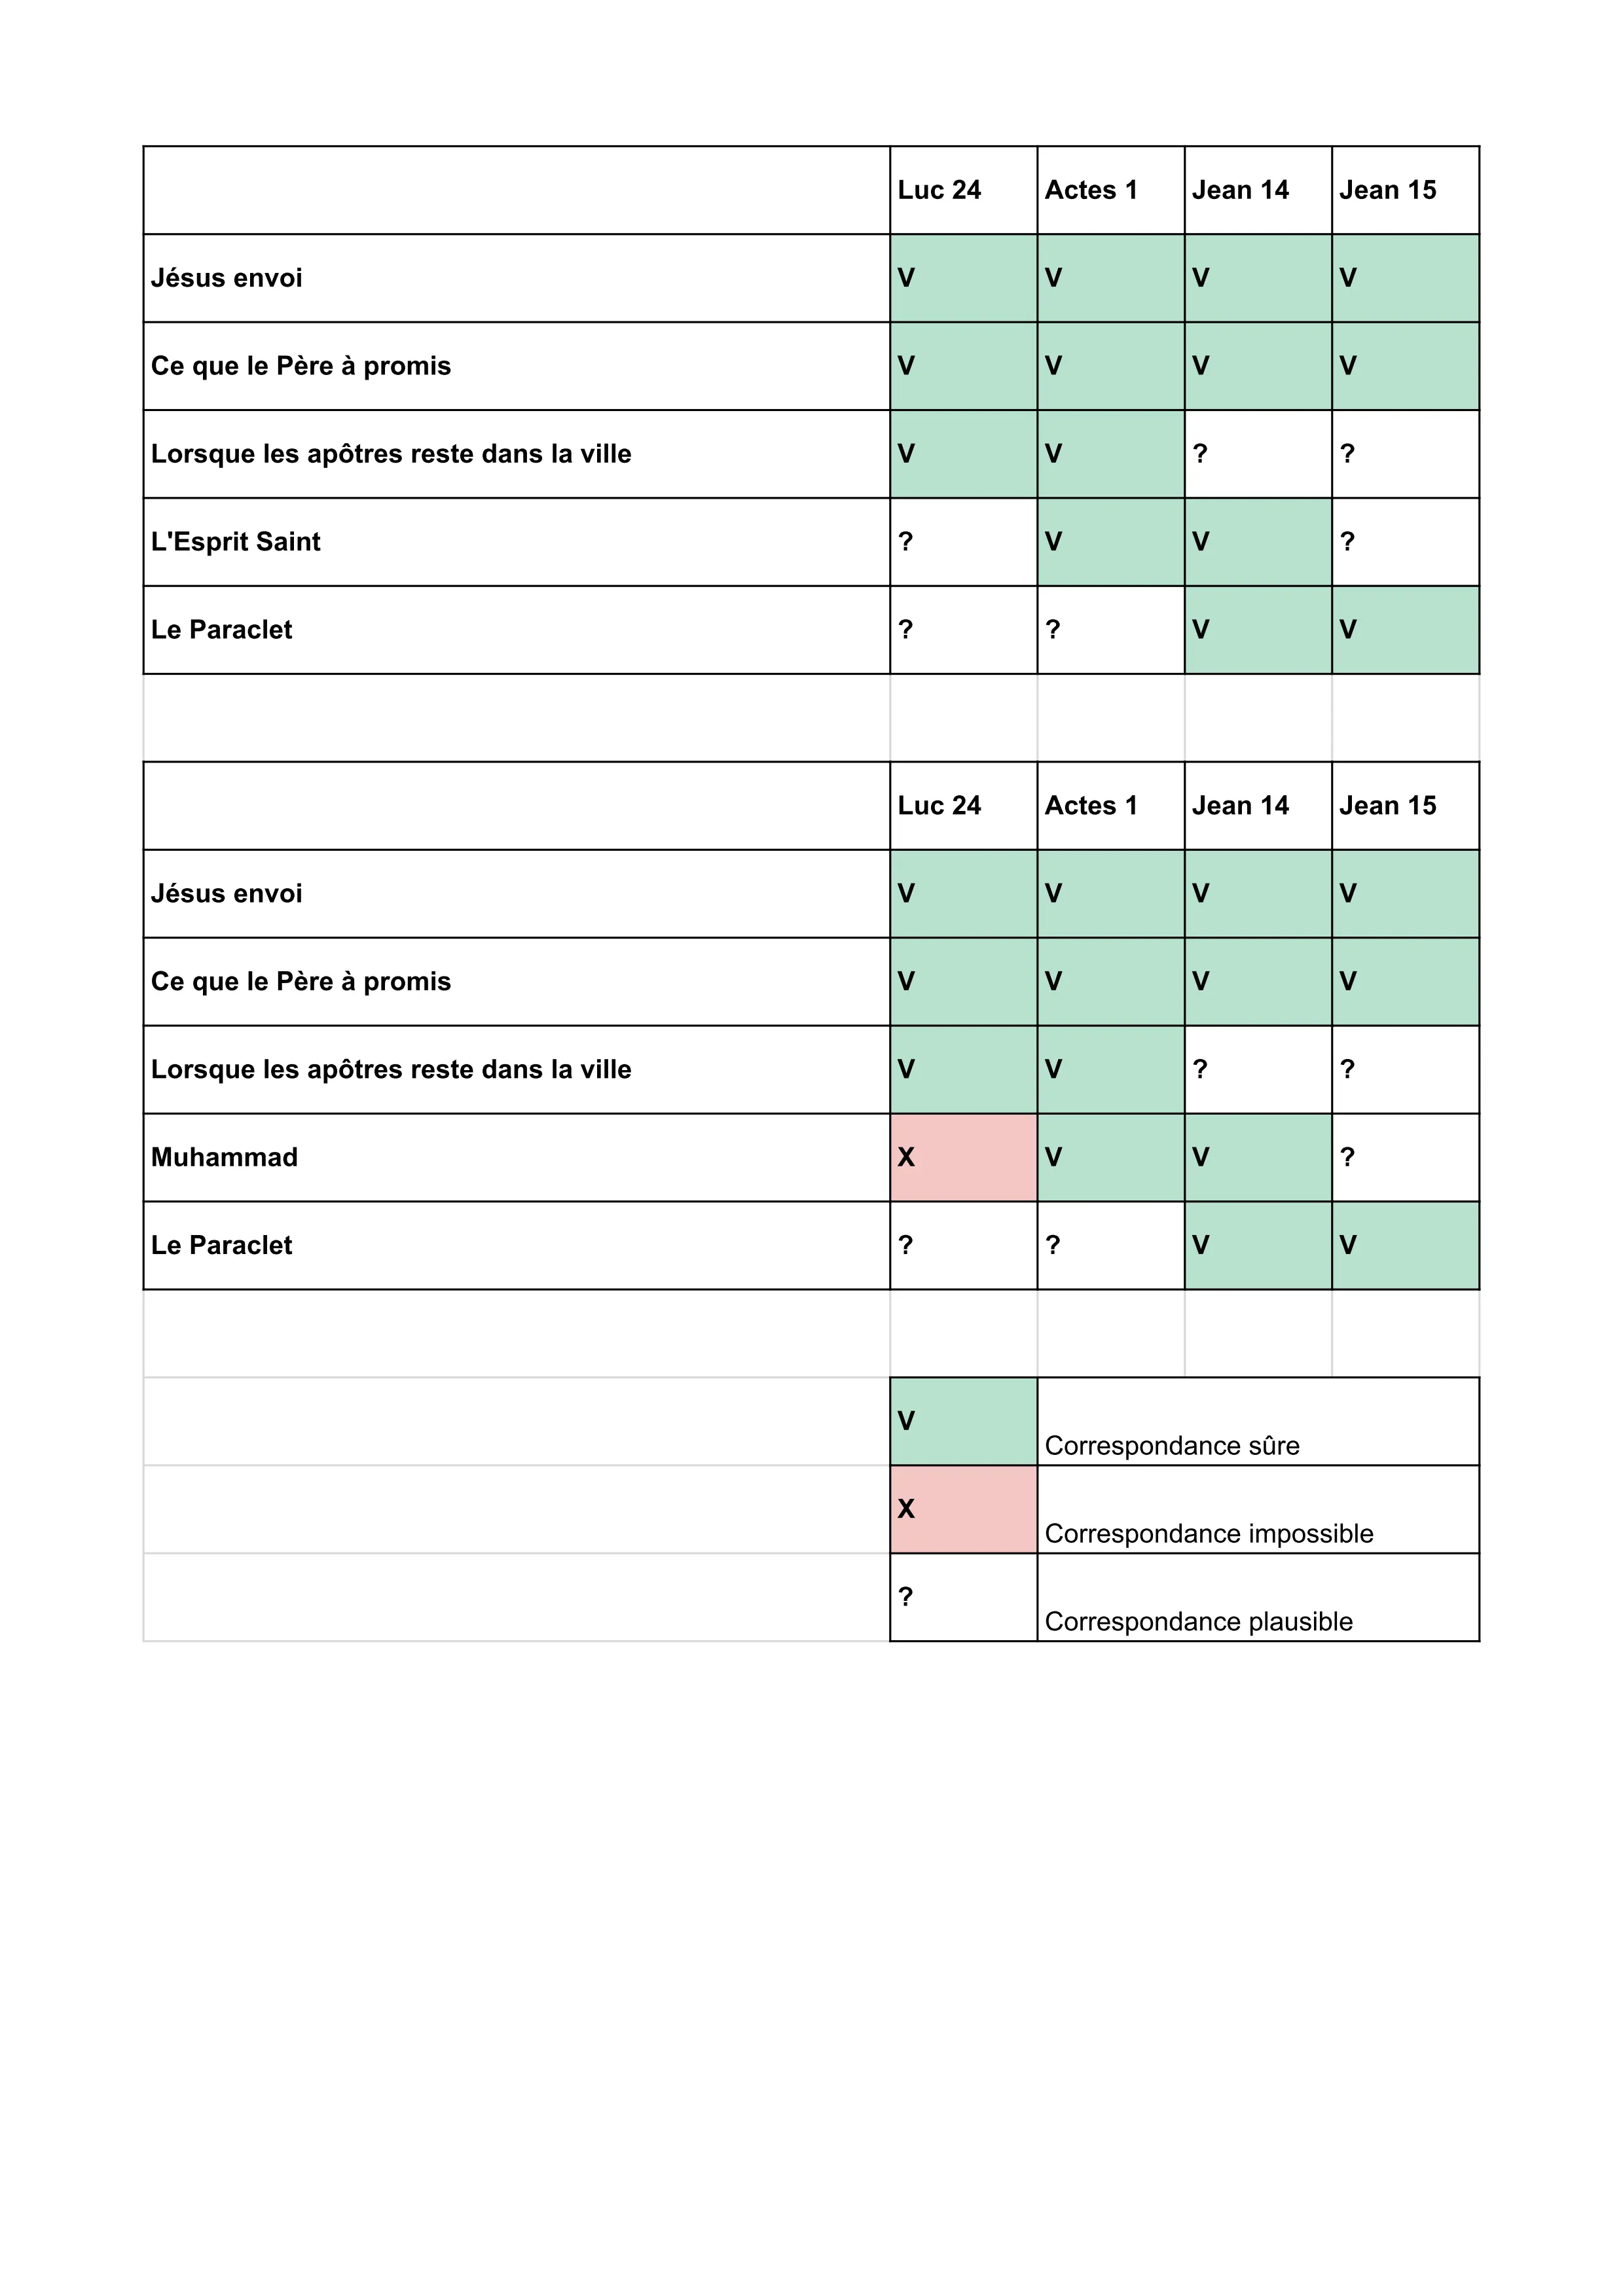 Luc 24 Actes 1 Jean 14 Jean 15
Jésus envoi V V V V
Ce que le Père à promis V V V V
Lorsque les apôtres reste dans la ville V V ? ?
L'Esprit Saint ? V V ?
Le Paraclet ? ? V V
Luc 24 Actes 1 Jean 14 Jean 15
Jésus envoi V V V V
Ce que le Père à promis V V V V
Lorsque les apôtres reste dans la ville V V ? ?
Muhammad X V V ?
Le Paraclet ? ? V V
V Correspondance sûre
X Correspondance impossible
? Correspondance plausible